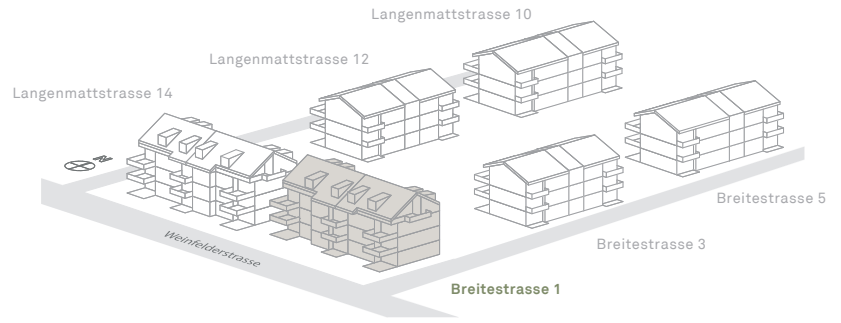 Langenmattstrasse 10
Langenmattstrasse 12
Langenmattstrasse 14
N
Weinfelderstrasse
Breitestrasse 5
Breitestrasse 3
Breitestrasse 1